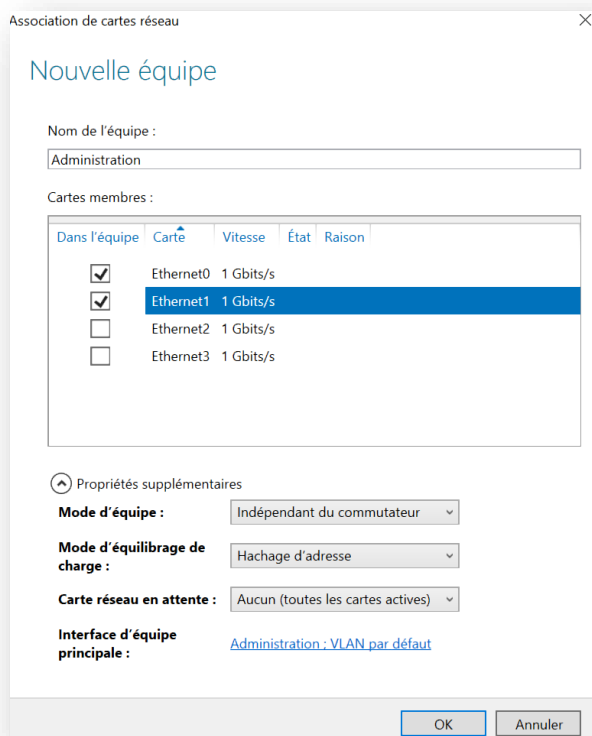 Association de cartes réseau
Nouvelle équipe
Nom de l'équipe :
Administration
Cartes membres :
Dans l'équipe Carte Vitesse État Raison
Ethernet0 1 Gbits/s
Ethernet1 1 Gbits/s
Ethernet2 1 Gbits/s
Ethernet3 1 Gbits/s
Propriétés supplémentaires
Mode d'équipe : Indépendant du commutateur
Mode d'équilibrage de
charge : Hachage d'adresse
Carte réseau en attente : Aucun (toutes les cartes actives)
Interface d'équipe
principale : Administration ; VLAN par défaut
OK Annuler